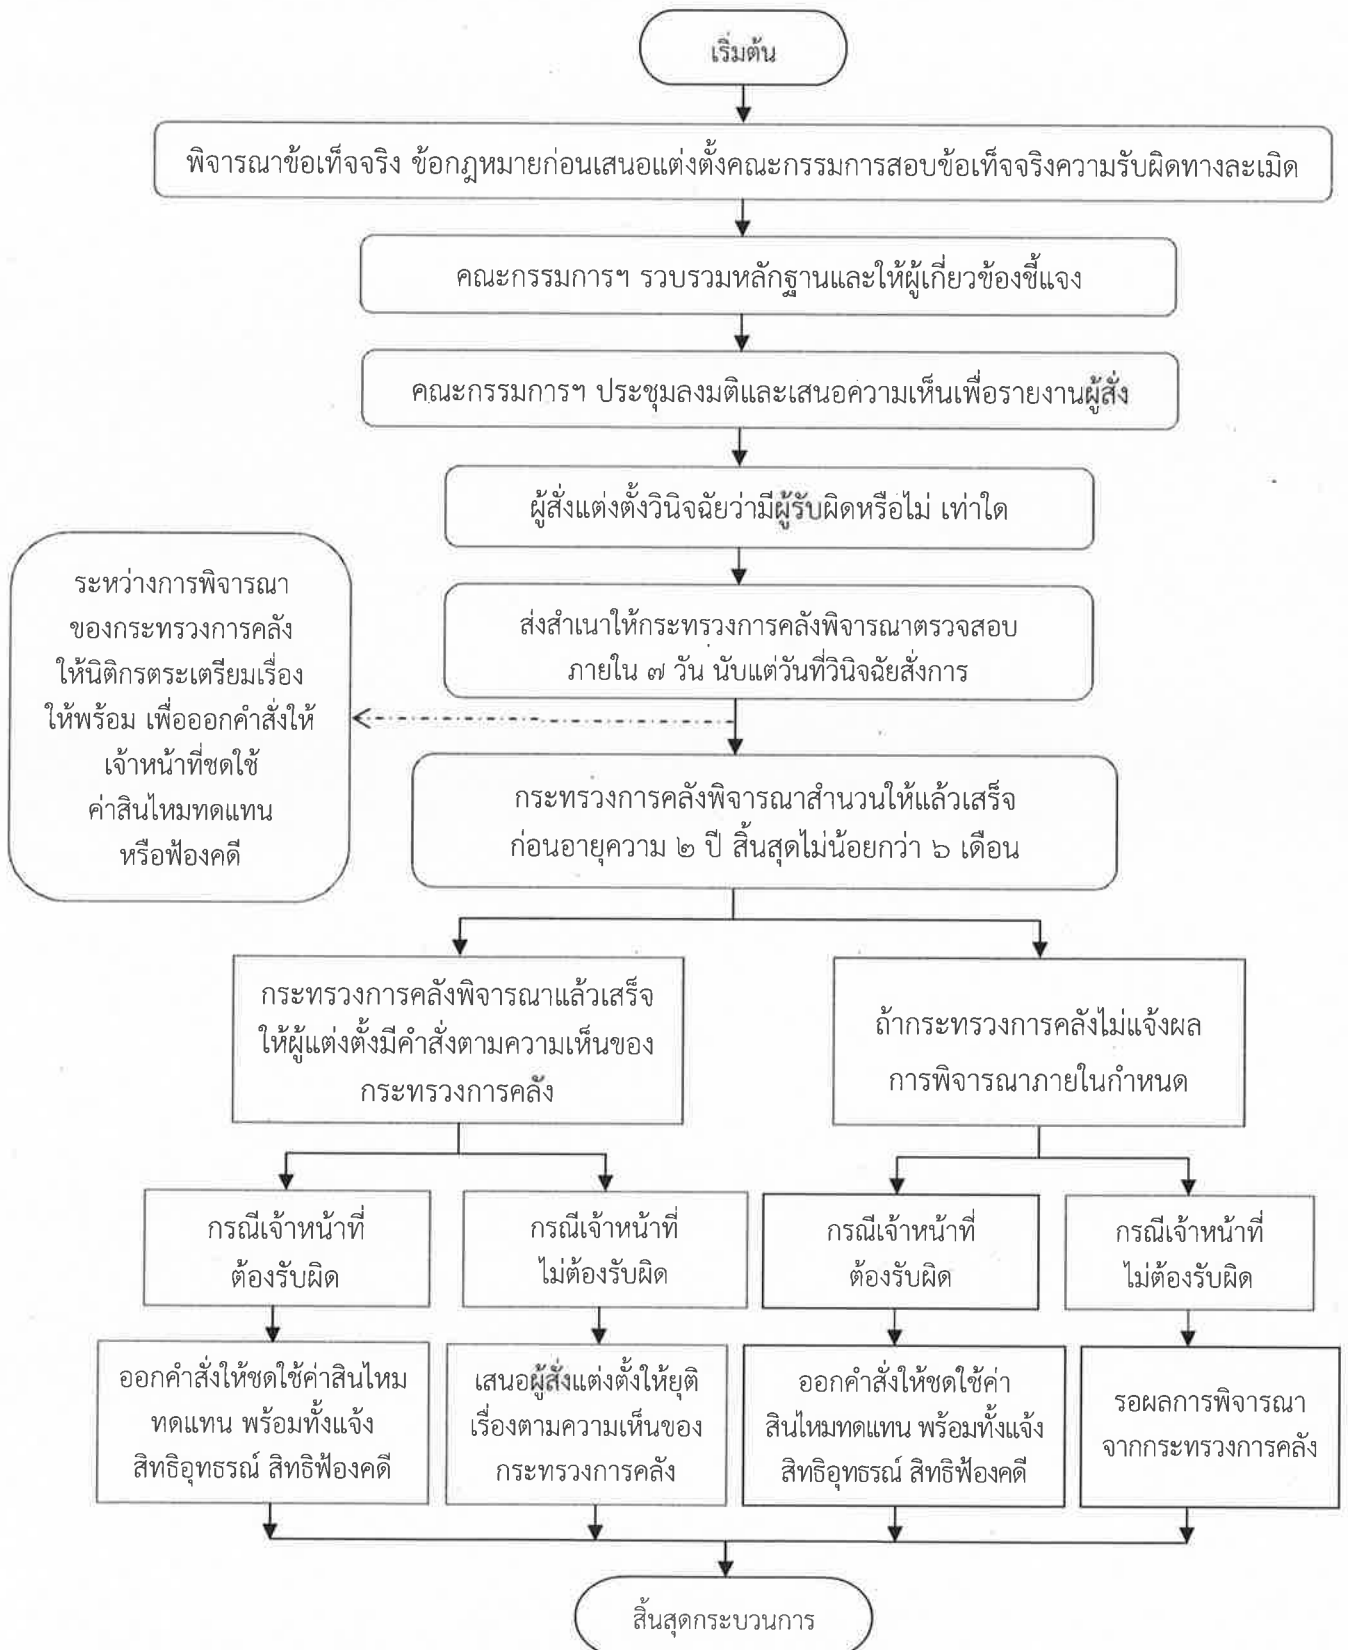 เริ่มต้น
พิจารณาข้อเท็จจริง ข้อกฎหมายก่อนเสนอแต่งตั้งคณะกรรมการสอบข้อเท็จจริงความรับผิดทางละเมิด
คณะกรรมการฯ รวบรวมหลักฐานและให้ผู้เกี่ยวข้องชี้แจง
คณะกรรมการฯ ประชุมลงมติและเสนอความเห็นเพื่อรายงานผู้สั่ง
ผู้สั่งแต่งตั้งวินิจฉัยว่ามีผู้รับผิดหรือไม่ เท่าใด
ส่งสำเนาให้กระทรวงการคลังพิจารณาตรวจสอบ
ภายใน ๗ วัน นับแต่วันที่วินิจฉัยสั่งการ
ระหว่างการพิจารณา
ของกระทรวงการคลัง
ให้นิติกรตระเตรียมเรื่อง
ให้พร้อม เพื่อออกคำสั่งให้
เจ้าหน้าที่ชดใช้
ค่าสินไหมทดแทน
หรือฟ้องคดี
กระทรวงการคลังพิจารณาสำนวนให้แล้วเสร็จ
ก่อนอายุความ ๒ ปี สิ้นสุดไม่น้อยกว่า ๖ เดือน
กระทรวงการคลังพิจารณาแล้วเสร็จ
ให้ผู้แต่งตั้งมีคำสั่งตามความเห็นของ
กระทรวงการคลัง
ถ้ากระทรวงการคลังไม่แจ้งผล
การพิจารณาภายในกำหนด
กรณีเจ้าหน้าที่
ต้องรับผิด
กรณีเจ้าหน้าที่
ไม่ต้องรับผิด
กรณีเจ้าหน้าที่
ต้องรับผิด
กรณีเจ้าหน้าที่
ไม่ต้องรับผิด
ออกคำสั่งให้ชดใช้ค่าสินไหม
ทดแทน พร้อมทั้งแจ้ง
สิทธิอุทธรณ์ สิทธิฟ้องคดี
เสนอผู้สั่งแต่งตั้งให้ยุติ
เรื่องตามความเห็นของ
กระทรวงการคลัง
ออกคำสั่งให้ชดใช้ค่า
สินไหมทดแทน พร้อมทั้งแจ้ง
สิทธิอุทธรณ์ สิทธิฟ้องคดี
รอผลการพิจารณา
จากกระทรวงการคลัง
สิ้นสุดกระบวนการ